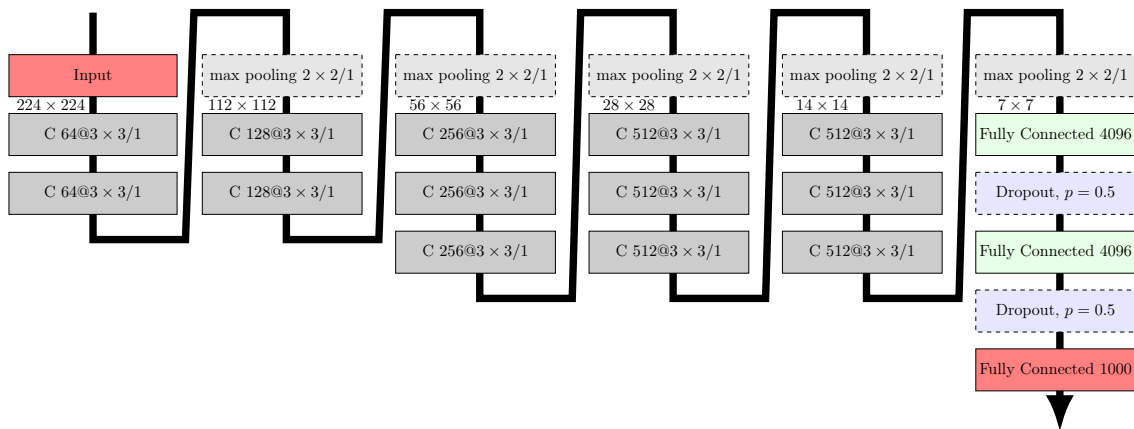 Input
224 × 224
C 64@3 × 3/1
C 64@3 × 3/1
max pooling 2 × 2/1
112 × 112
C 128@3 × 3/1
C 128@3 × 3/1
max pooling 2 × 2/1
56 × 56
C 256@3 × 3/1
C 256@3 × 3/1
C 256@3 × 3/1
max pooling 2 × 2/1
28 × 28
C 512@3 × 3/1
C 512@3 × 3/1
C 512@3 × 3/1
max pooling 2 × 2/1
14 × 14
C 512@3 × 3/1
C 512@3 × 3/1
C 512@3 × 3/1
max pooling 2 × 2/1
7 × 7
Fully Connected 4096
Dropout, p = 0.5
Fully Connected 4096
Dropout, p = 0.5
Fully Connected 1000